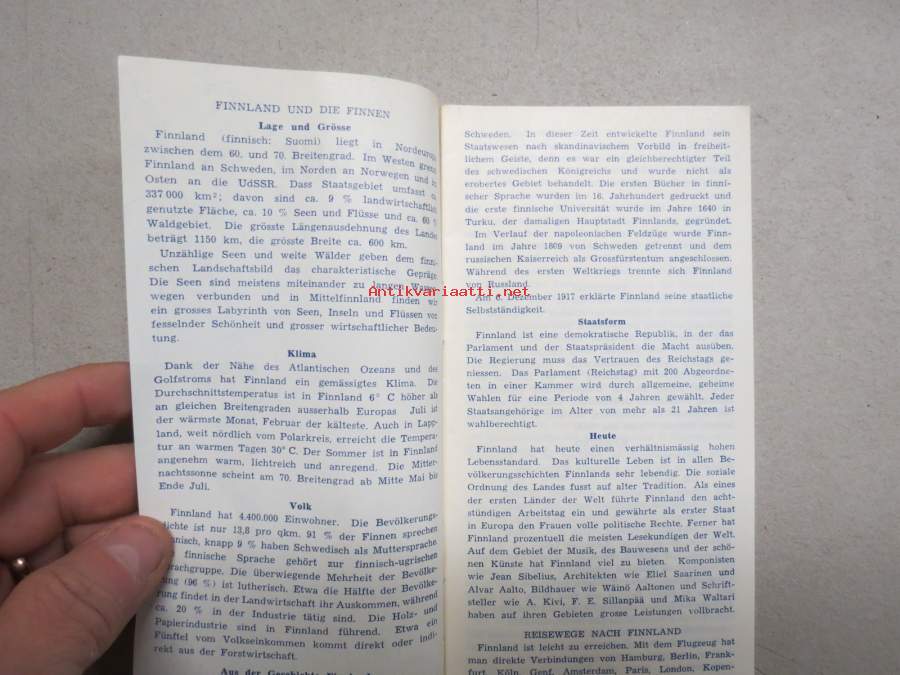 FINNLAND UND DIE FINNEN
Lage und Grösse
Finnland (finnisch: Suomi) liegt in Nordeuropa
zwischen dem 60. und 70. Breitengrad. Im Westen grenzt
Finnland an Schweden, im Norden an Norwegen und im
Osten an die UdSSR. Dass Staatsgebiet umfasst ca.
337 000 km²; davon sind ca. 9 % landwirtschaftlich
genutzte Fläche, ca. 10 % Seen und Flüsse und ca. 60 %
Waldgebiet. Die grösste Längenausdehnung des Landes
beträgt 1150 km, die grösste Breite ca. 600 km.
Unzählige Seen und weite Wälder geben dem finni-
schen Landschaftsbild das charakteristische Gepräge.
Die Seen sind meistens miteinander zu langen Wasser-
wegen verbunden und in Mittelfinnland finden wir
ein grosses Labyrinth von Seen, Inseln und Flüssen von
fesselnder Schönheit und grosser wirtschaftlicher Bedeu-
tung.
Klima
Dank der Nähe des Atlantischen Ozeans und des
Golfstroms hat Finnland ein gemässigtes Klima. Die
Durchschnittstemperatur ist in Finnland 6° C höher als
an gleichen Breitengraden ausserhalb Europas Juli ist
der wärmste Monat, Februar der kälteste. Auch in Lapp-
land, weit nördlich vom Polarkreis, erreicht die Tempera-
tur an warmen Tagen 30° C. Der Sommer ist in Finnland
angenehm warm, lichtreich und anregend. Die Mitter-
nachtssonne scheint am 70. Breitengrad ab Mitte Mai bis
Ende Juli.
Volk
Finnland hat 4.400.000 Einwohner. Die Bevölkerungs-
dichte ist nur 13,8 pro qkm. 91 % der Finnen sprechen
finnisch, knapp 9 % haben Schwedisch als Muttersprache.
finnische Sprache gehört zur finnisch-ugrischen
Sprachgruppe. Die überwiegende Mehrheit der Bevölke-
rung (96 %) ist lutherisch. Etwa die Hälfte der Bevölke-
rung findet in der Landwirtschaft ihr Auskommen, während
ca. 20 % in der Industrie tätig sind. Die Holz- und
Papierindustrie sind in Finnland führend. Etwa ein
Fünftel vom Volkseinkommen kommt direkt oder indi-
rekt aus der Forstwirtschaft.
Aus der Geschichte
Schweden. In dieser Zeit entwickelte Finnland sein
Staatswesen nach skandinavischem Vorbild in freiheit-
lichem Geiste, denn es war ein gleichberechtigter Teil
des schwedischen Königreichs und wurde nicht als
erobertes Gebiet behandelt. Die ersten Bücher in finni-
scher Sprache wurden im 16. Jahrhundert gedruckt und
die erste finnische Universität wurde im Jahre 1640 in
Turku, der damaligen Hauptstadt Finnlands, gegründet.
Im Verlauf der napoleonischen Feldzüge wurde Finn-
land im Jahre 1809 von Schweden getrennt und dem
russischen Kaiserreich als Grossfürstentum angeschlossen.
Während des ersten Weltkriegs trennte sich Finnland
von Russland.
Am 6. Dezember 1917 erklärte Finnland seine staatliche
Selbstständigkeit.
Staatsform
Finnland ist eine demokratische Republik, in der das
Parlament und der Staatspräsident die Macht ausüben.
Die Regierung muss das Vertrauen des Reichstags ge-
niessen. Das Parlament (Reichstag) mit 200 Abgeordne-
ten in einer Kammer wird durch allgemeine, geheime
Wahlen für eine Periode von 4 Jahren gewählt. Jeder
Staatsangehörige im Alter von mehr als 21 Jahren ist
wahlberechtigt.
Heute
Finnland hat heute einen verhältnismässig hohen
Lebensstandard. Das kulturelle Leben ist in allen Be-
völkerungsschichten Finnlands sehr lebendig. Die soziale
Ordnung des Landes fusst auf alter Tradition. Als eines
der ersten Länder der Welt führte Finnland den acht-
stündigen Arbeitstag ein und gewährte als erster Staat
in Europa den Frauen volle politische Rechte. Ferner hat
Finnland prozentuell die meisten Lesekundigen der Welt.
Auf dem Gebiet der Musik, des Bauwesens und der schö-
nen Künste hat Finnland viel zu bieten. Komponisten
wie Jean Sibelius, Architekten wie Eliel Saarinen und
Alvar Aalto, Bildhauer wie Wäinö Aaltonen und Schrift-
steller wie A. Kivi, F. E. Sillanpää und Mika Waltari
haben auf ihren Gebieten grosse Leistungen vollbracht.
REISEWEGE NACH FINNLAND
Finnland ist leicht zu erreichen. Mit dem Flugzeug hat
man direkte Verbindungen von Hamburg, Berlin, Frank-
furt, Köln, Genf, Amsterdam, Paris, London, Kopen-
Antikvariaatti.net